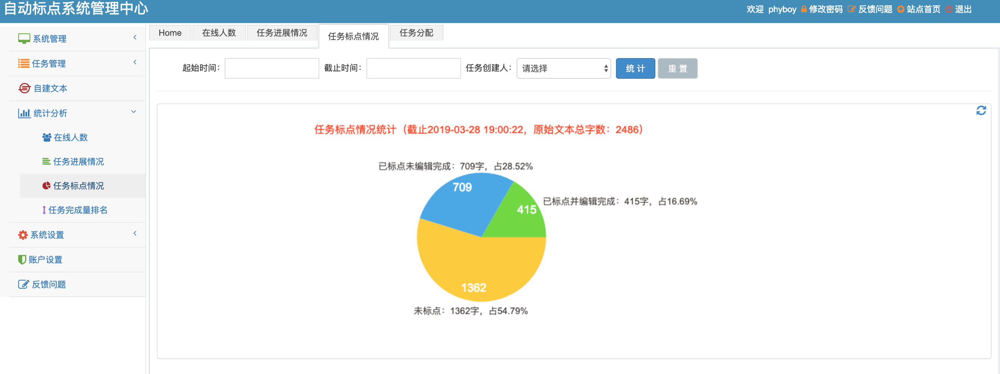 自动标点系统管理中心
欢迎 phyboy 修改密码 反馈问题 站点首页 退出
系统管理
任务管理
自建文本
统计分析
在线人数
任务进展情况
任务标点情况
任务完成量排名
系统设置
账户设置
反馈问题
Home 在线人数 任务进展情况 任务标点情况 任务分配
起始时间： 截止时间： 任务创建人： 请选择 统 计 重 置
任务标点情况统计（截止2019-03-28 19:00:22，原始文本总字数：2486）
已标点未编辑完成：709字，占28.52%
709
已标点并编辑完成：415字，占16.69%
415
1362
未标点：1362字，占54.79%